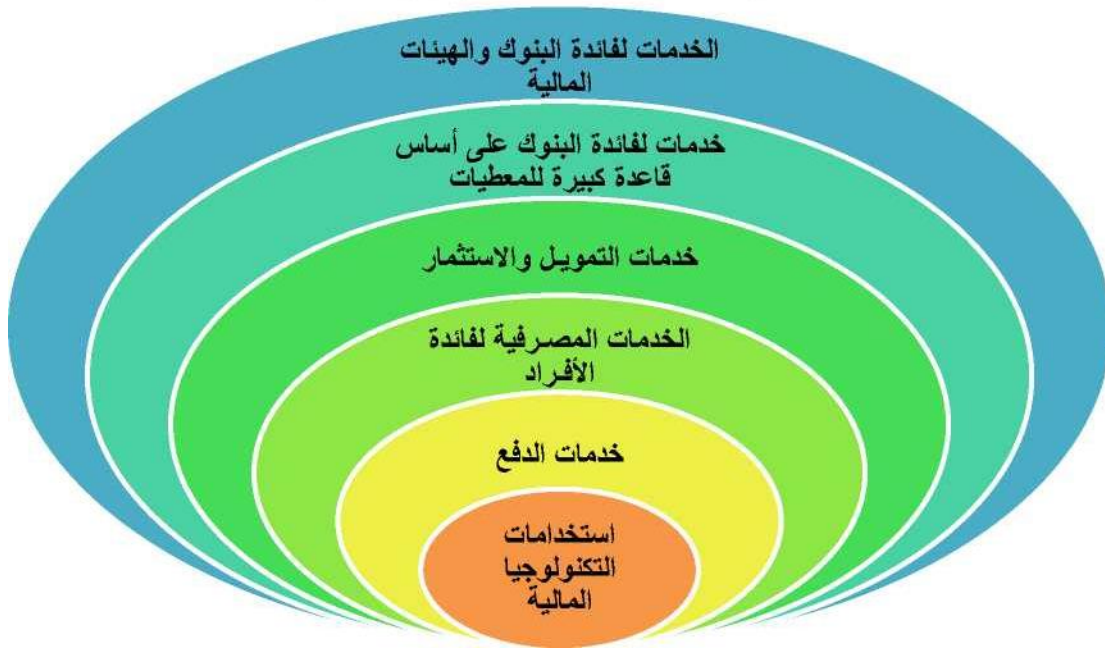 الخدمات لفائدة البنوك والهيئات
المالية
خدمات لفائدة البنوك على أساس
قاعدة كبيرة للمعطيات
خدمات التمويل والاستثمار
الخدمات المصرفية لفائدة
الأفراد
خدمات الدفع
استخدامات
التكنولوجيا
المالية